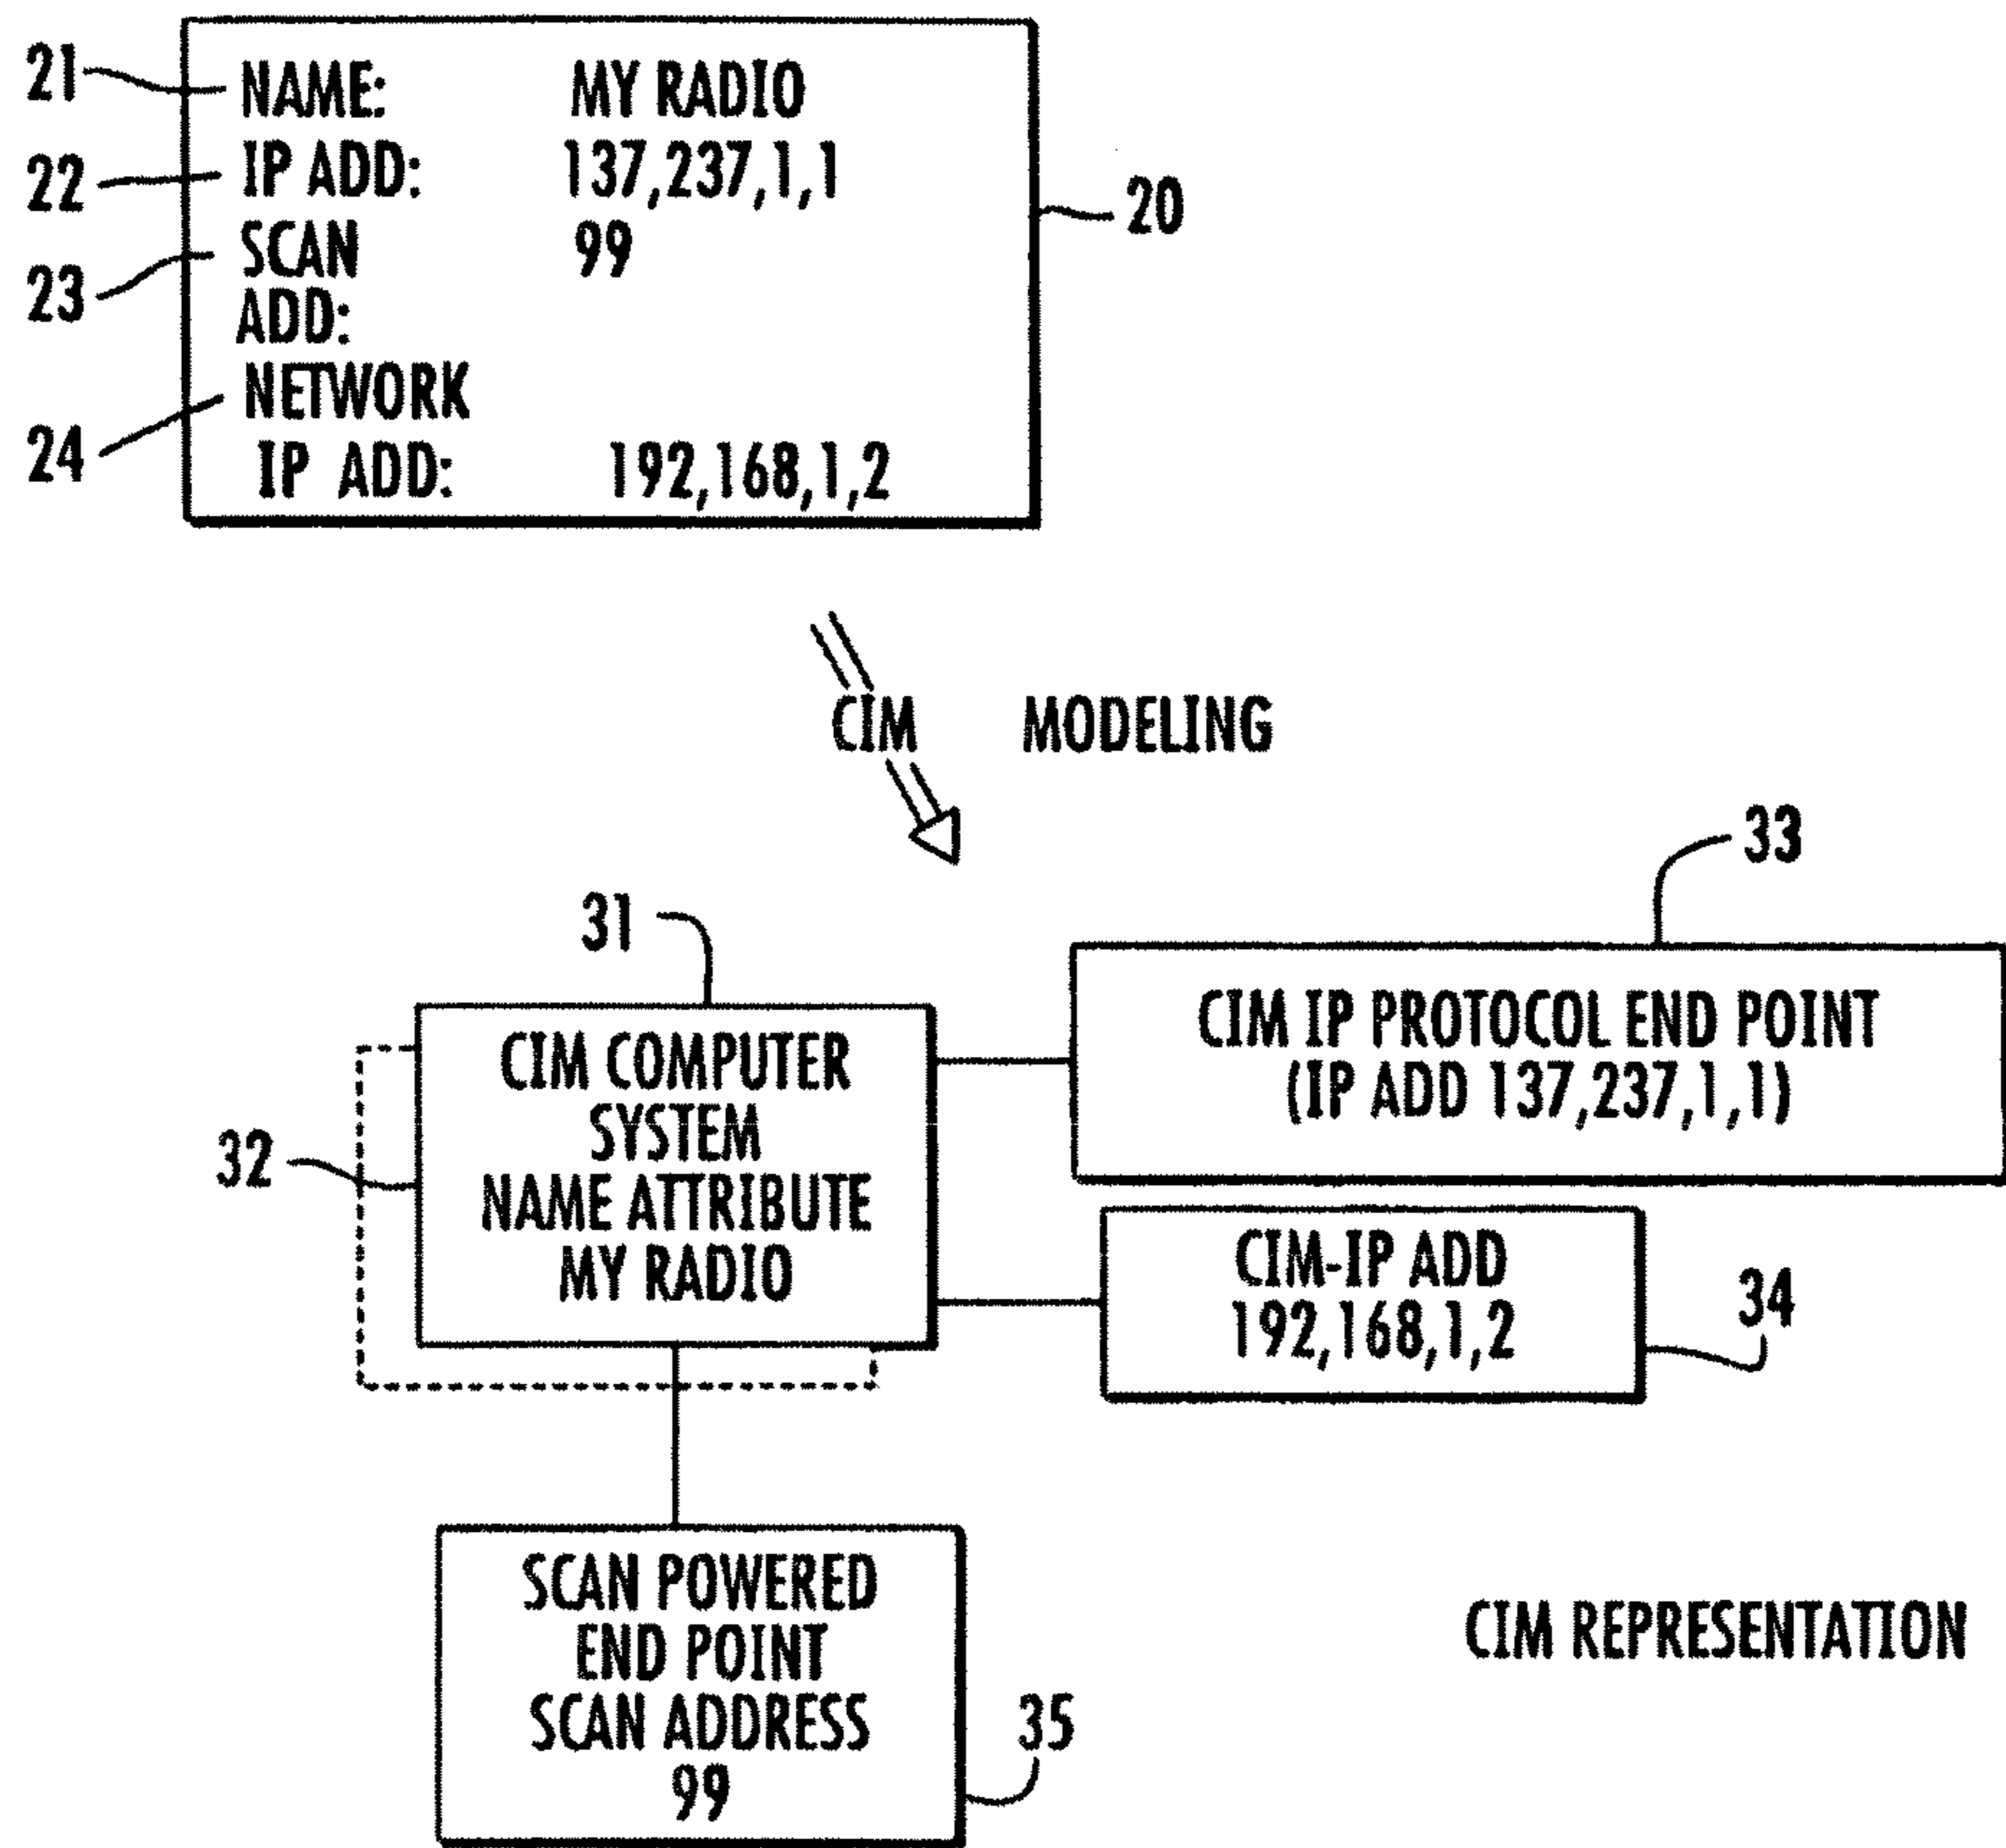 21 NAME: MY RADIO
22 IP ADD: 137,237,1,1
20
23 SCAN 99
ADD:
24 NETWORK
IP ADD: 192,168,1,2
CIM MODELING
33
31
CIM IP PROTOCOL END POINT
(IP ADD 137,237,1,1)
32
CIM COMPUTER
SYSTEM
NAME ATTRIBUTE
MY RADIO
CIM-IP ADD
192,168,1,2
34
SCAN POWERED
END POINT
SCAN ADDRESS
99
35
CIM REPRESENTATION